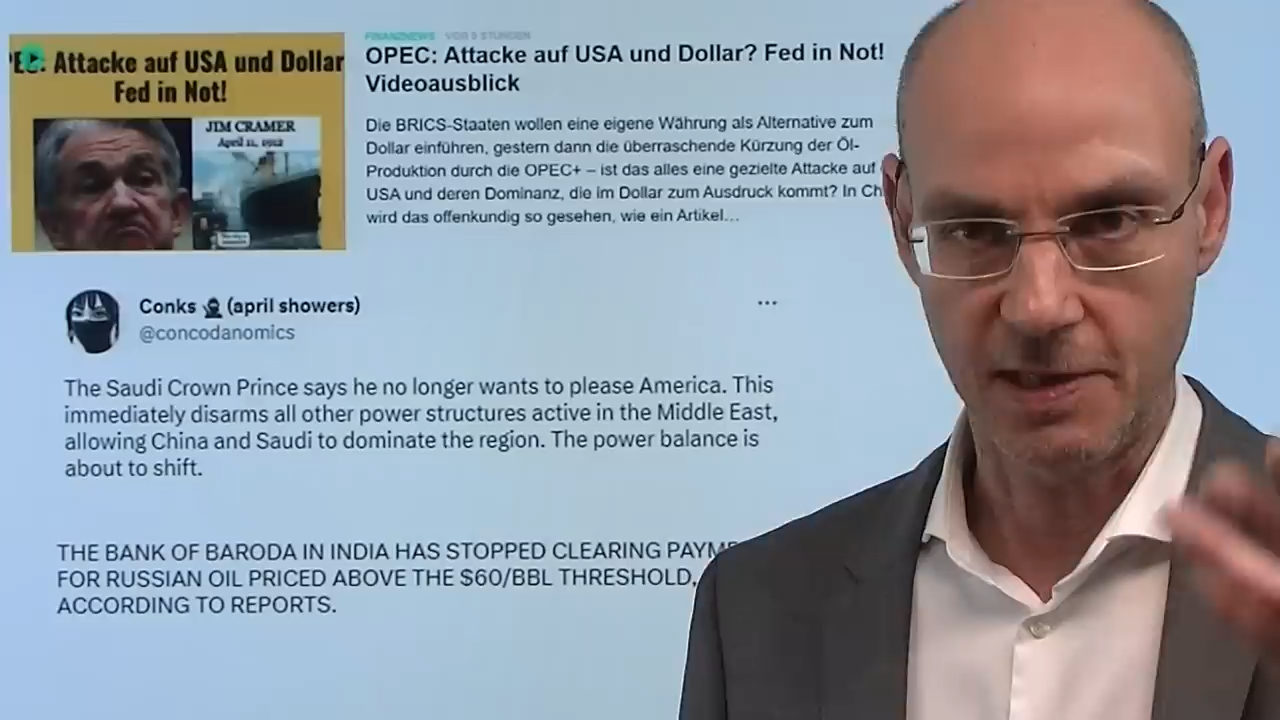 Attacke auf USA und Dollar
Fed in Not!
JIM CRAMER
April 11, 1912
FINANZNEWS VOR 5 STUNDEN
OPEC: Attacke auf USA und Dollar? Fed in Not!
Videoausblick
Die BRICS-Staaten wollen eine eigene Währung als Alternative zum
Dollar einführen, gestern dann die überraschende Kürzung der Öl-
Produktion durch die OPEC+ – ist das alles eine gezielte Attacke auf
USA und deren Dominanz, die im Dollar zum Ausdruck kommt? In Ch
wird das offenkundig so gesehen, wie ein Artikel...
Conks (april showers)
@concodanomics
The Saudi Crown Prince says he no longer wants to please America. This
immediately disarms all other power structures active in the Middle East,
allowing China and Saudi to dominate the region. The power balance is
about to shift.
THE BANK OF BARODA IN INDIA HAS STOPPED CLEARING PAYME
FOR RUSSIAN OIL PRICED ABOVE THE $60/BBL THRESHOLD,
ACCORDING TO REPORTS.